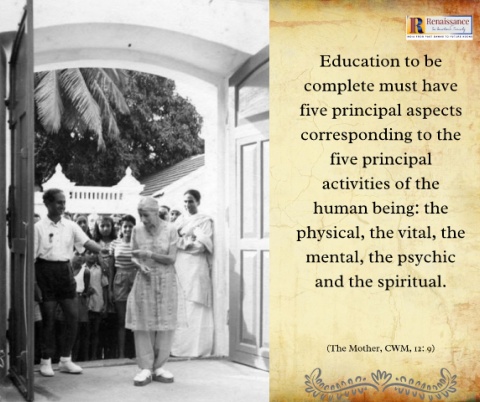 Renaissance
Education to be
complete must have
five principal aspects
corresponding to the
five principal
activities of the
human being: the
physical, the vital, the
mental, the psychic
and the spiritual.
(The Mother, CWM, 12: 9)